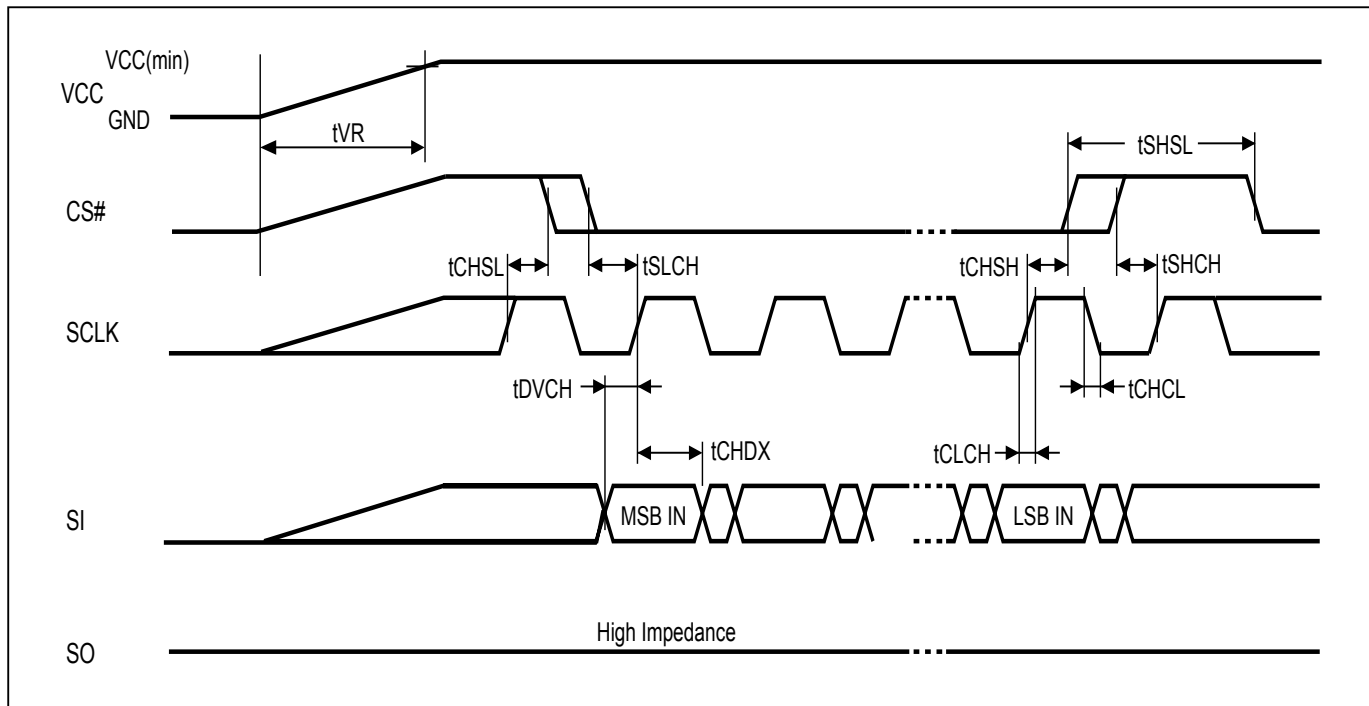 VCC(min)
VCC
GND
tVR
tSHSL
CS#
tCHSL
tSLCH
tCHSH
tSHCH
SCLK
tDVCH
tCHCL
tCHDX
tCLCH
SI
MSB IN
LSB IN
High Impedance
SO